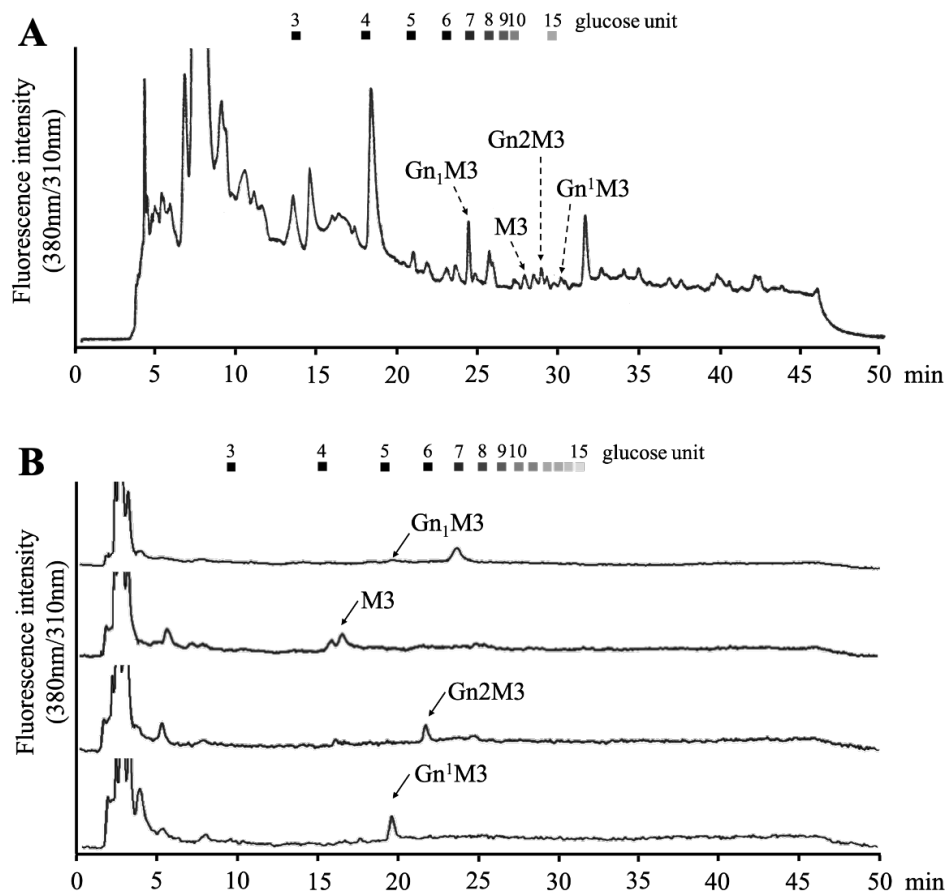 3 4 5 6 7 8 9 10 15 glucose unit
A
Fluorescence intensity
(380nm/310nm)
Gn2M3
Gn₁M3
Gn¹M3
M3
5 10 15 20 25 30 35 40 45 50 min
3 4 5 6 7 8 9 10 15 glucose unit
B
Fluorescence intensity
(380nm/310nm)
Gn₁M3
M3
Gn2M3
Gn¹M3
0 5 10 15 20 25 30 35 40 45 50 min